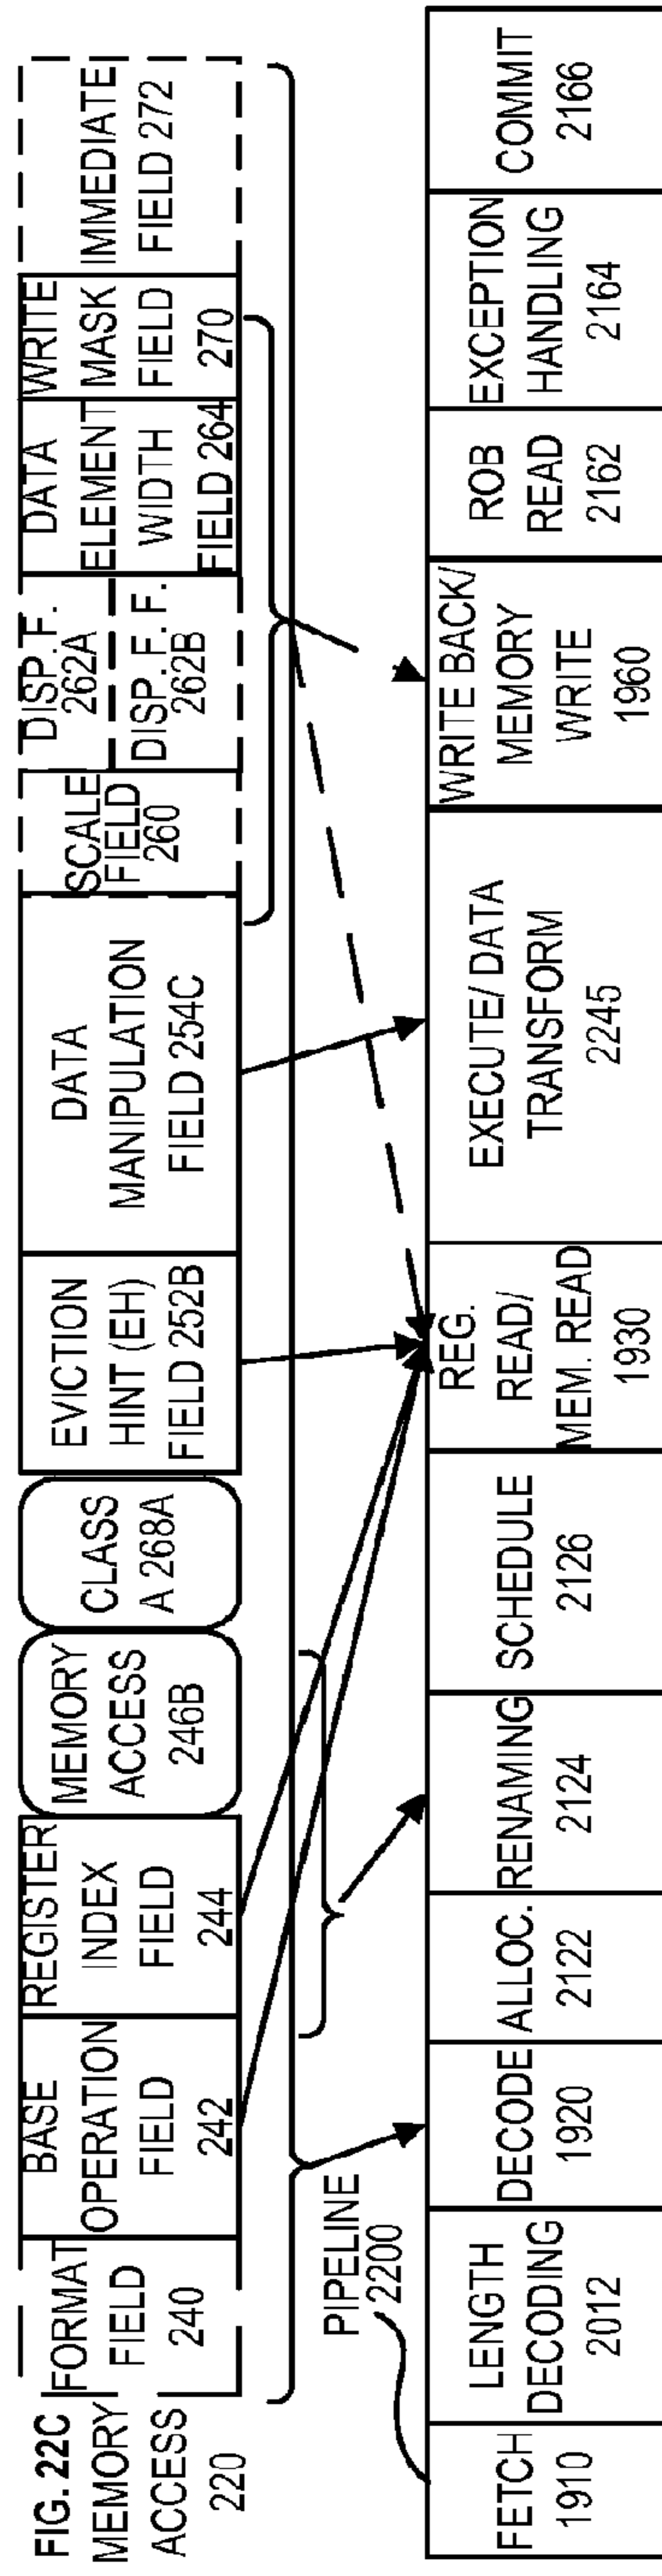 FIG. 22C
MEMORY
ACCESS
220
FORMAT
FIELD
240
BASE
OPERATION
FIELD
242
REGISTER
INDEX
FIELD
244
MEMORY
ACCESS
246B
CLASS
A 268A
EVICTION
HINT (EH)
FIELD 252B
DATA
MANIPULATION
FIELD 254C
SCALE
FIELD
260
DISP. F.
262A
DISP. F. F.
262B
DATA
ELEMENT
WIDTH
FIELD 264
WRITE
MASK
FIELD
270
IMMEDIATE
FIELD 272
PIPELINE
2200
FETCH
1910
LENGTH
DECODING
2012
DECODE
1920
ALLOC.
2122
RENAMING
2124
SCHEDULE
2126
REG.
READ/
MEM. READ
1930
EXECUTE/ DATA
TRANSFORM
2245
WRITE BACK/
MEMORY
WRITE
1960
ROB
READ
2162
EXCEPTION
HANDLING
2164
COMMIT
2166